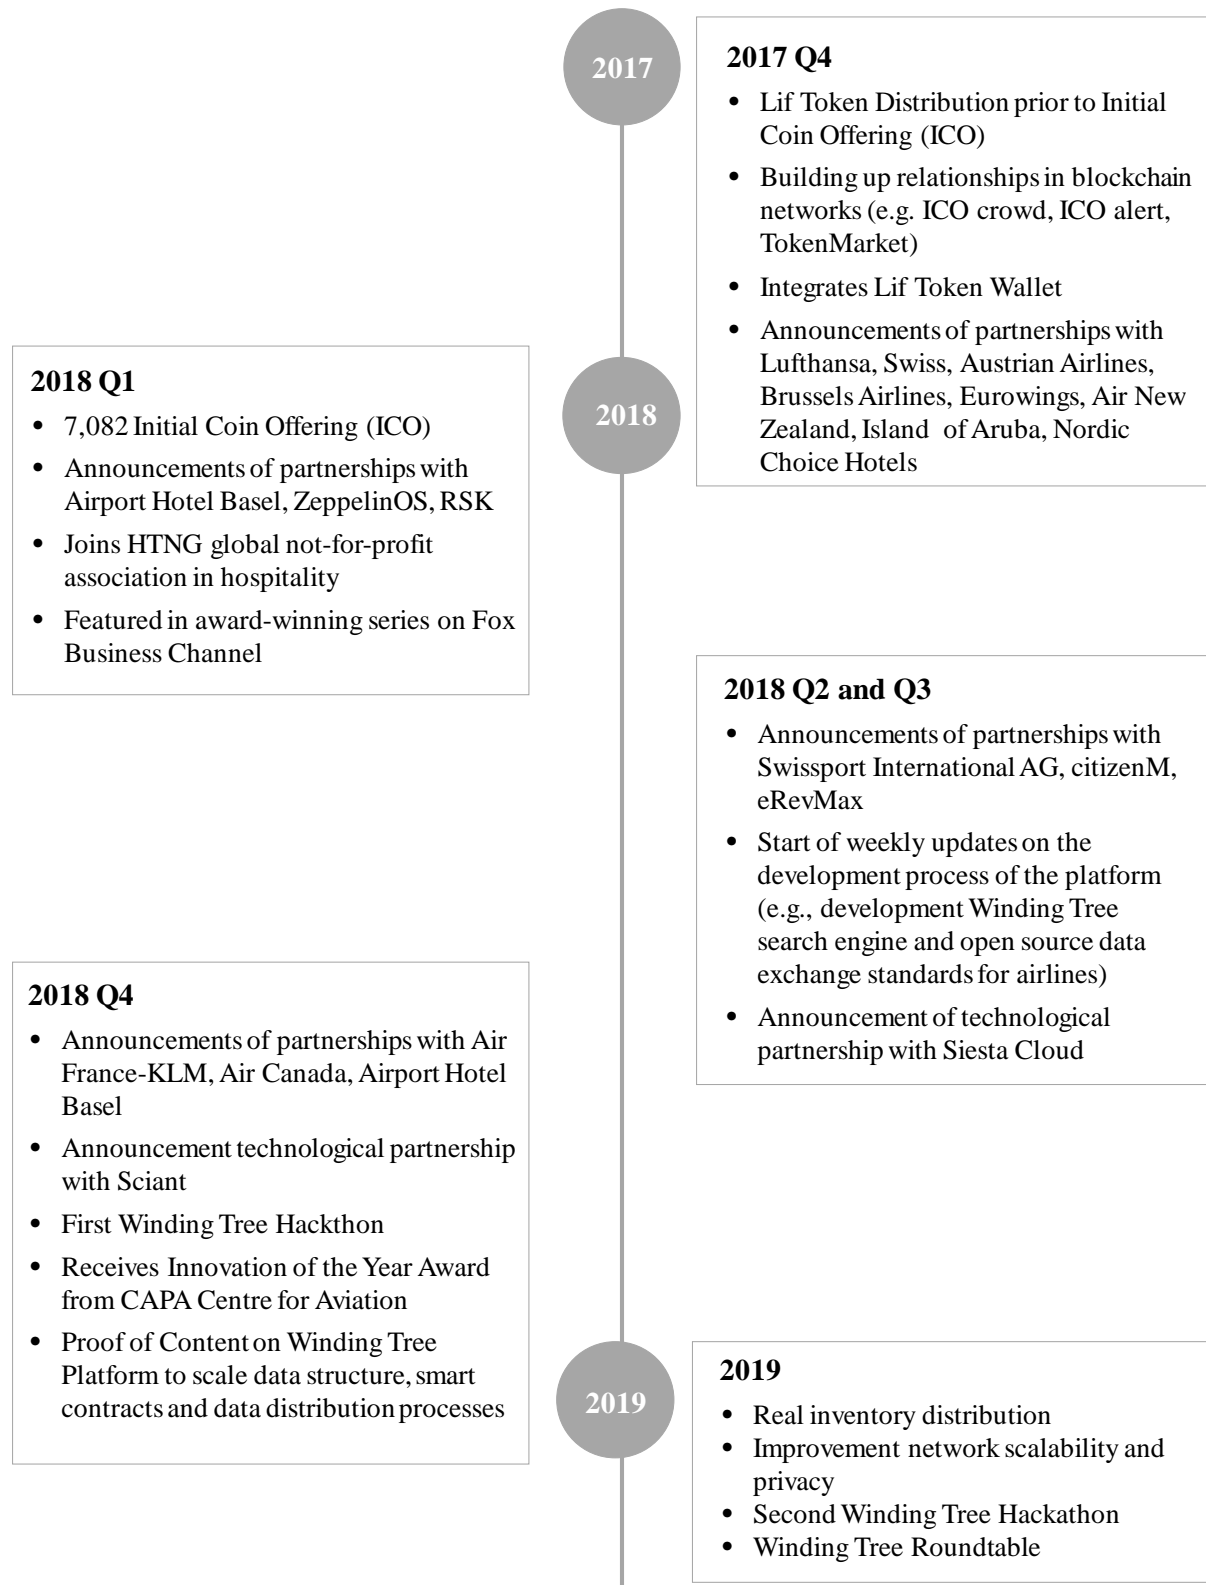 2017
2017 Q4
• Lif Token Distribution prior to Initial
Coin Offering (ICO)
• Building up relationships in blockchain
networks (e.g. ICO crowd, ICO alert,
TokenMarket)
• Integrates Lif Token Wallet
• Announcements of partnerships with
Lufthansa, Swiss, Austrian Airlines,
Brussels Airlines, Eurowings, Air New
Zealand, Island of Aruba, Nordic
Choice Hotels
2018
2018 Q1
• 7,082 Initial Coin Offering (ICO)
• Announcements of partnerships with
Airport Hotel Basel, ZeppelinOS, RSK
• Joins HTNG global not-for-profit
association in hospitality
• Featured in award-winning series on Fox
Business Channel
2018 Q2 and Q3
• Announcements of partnerships with
Swissport International AG, citizenM,
eRevMax
• Start of weekly updates on the
development process of the platform
(e.g., development Winding Tree
search engine and open source data
exchange standards for airlines)
• Announcement of technological
partnership with Siesta Cloud
2018 Q4
• Announcements of partnerships with Air
France-KLM, Air Canada, Airport Hotel
Basel
• Announcement technological partnership
with Sciant
• First Winding Tree Hackthon
• Receives Innovation of the Year Award
from CAPA Centre for Aviation
• Proof of Content on Winding Tree
Platform to scale data structure, smart
contracts and data distribution processes
2019
2019
• Real inventory distribution
• Improvement network scalability and
privacy
• Second Winding Tree Hackathon
• Winding Tree Roundtable